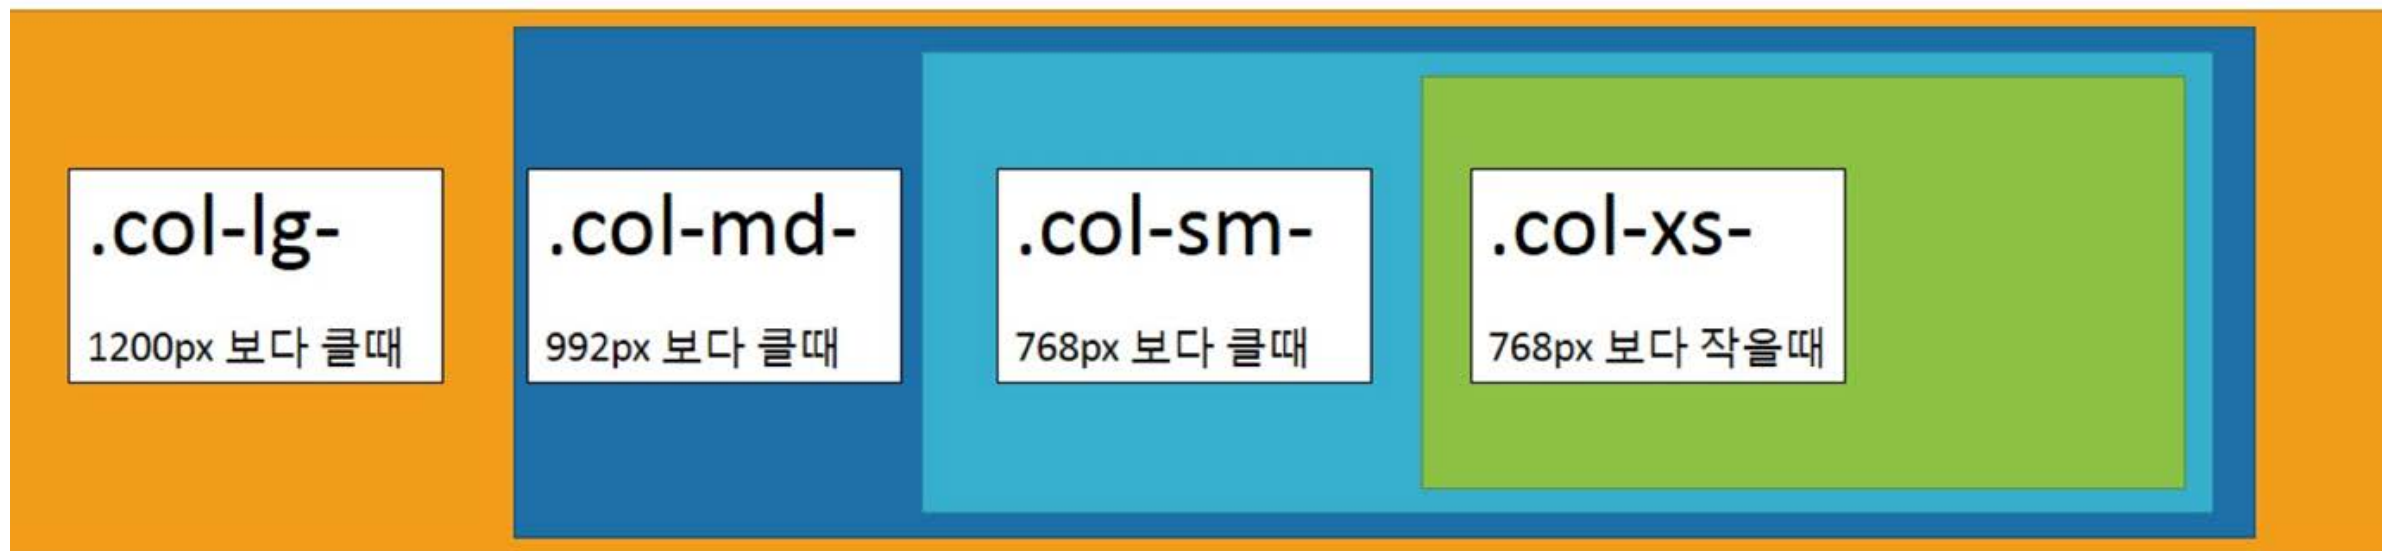 .col-lg-
1200px 보다 클때
.col-md-
992px 보다 클때
.col-sm-
768px 보다 클때
.col-xs-
768px 보다 작을때